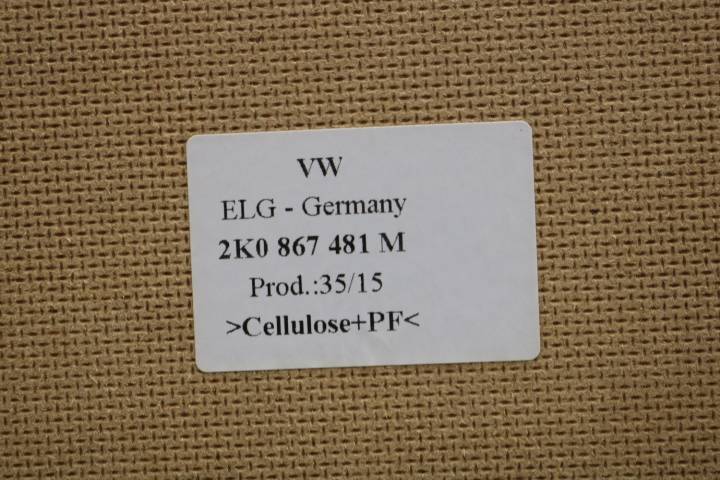 VW
ELG - Germany
2K0 867 481 M
Prod.:35/15
>Cellulose+PF<